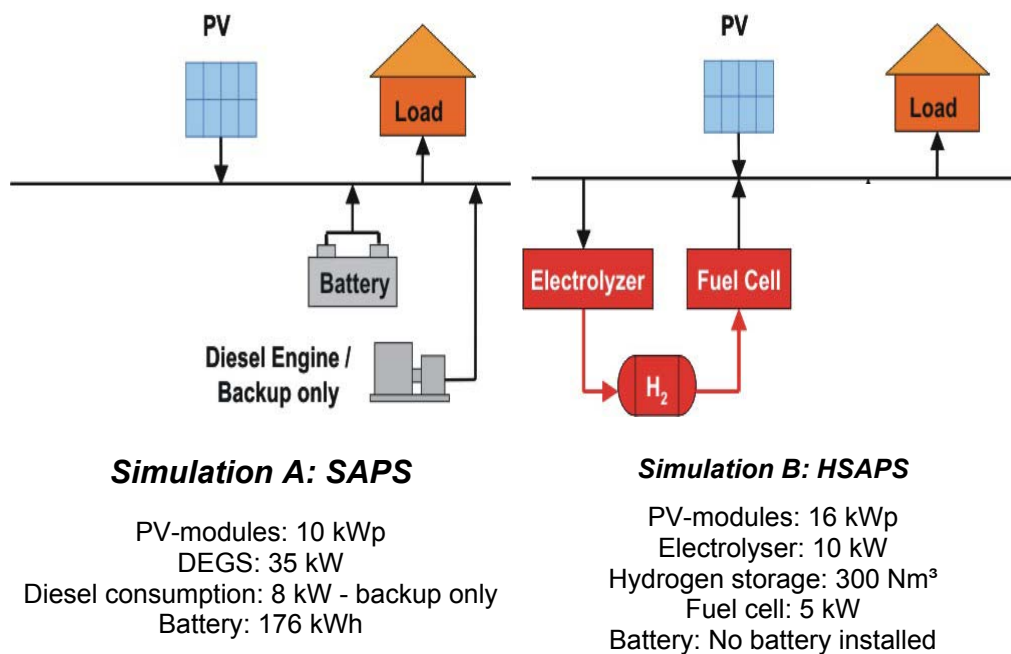 PV
Load
Battery
Diesel Engine /
Backup only
Simulation A: SAPS
PV-modules: 10 kWp
DEGS: 35 kW
Diesel consumption: 8 kW - backup only
Battery: 176 kWh
PV
Load
Electrolyzer
Fuel Cell
H₂
Simulation B: HSAPS
PV-modules: 16 kWp
Electrolyser: 10 kW
Hydrogen storage: 300 Nm³
Fuel cell: 5 kW
Battery: No battery installed